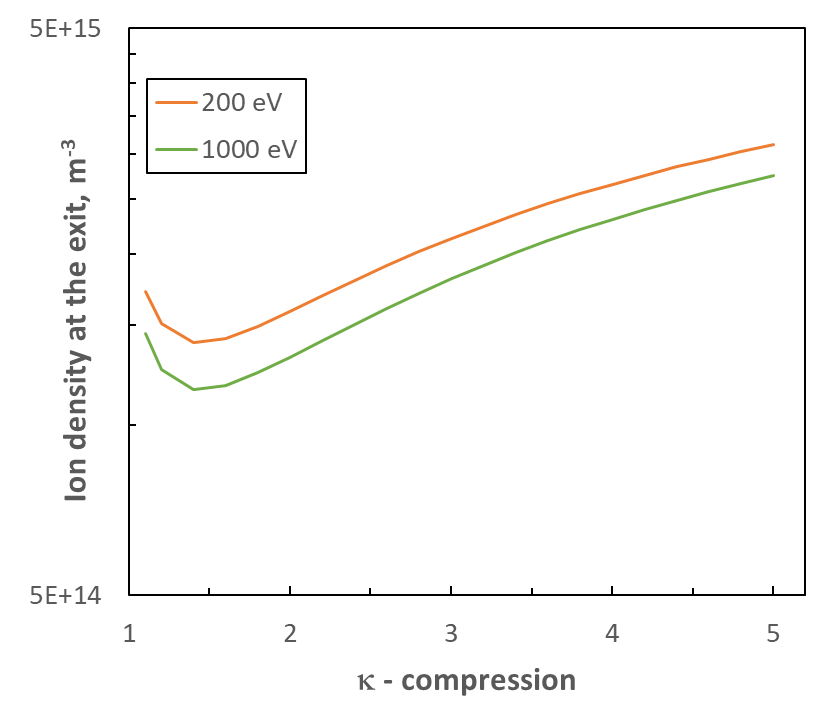 5E+15
200 eV
1000 eV
Ion density at the exit, m⁻³
5E+14
1 2 3 4 5
κ - compression